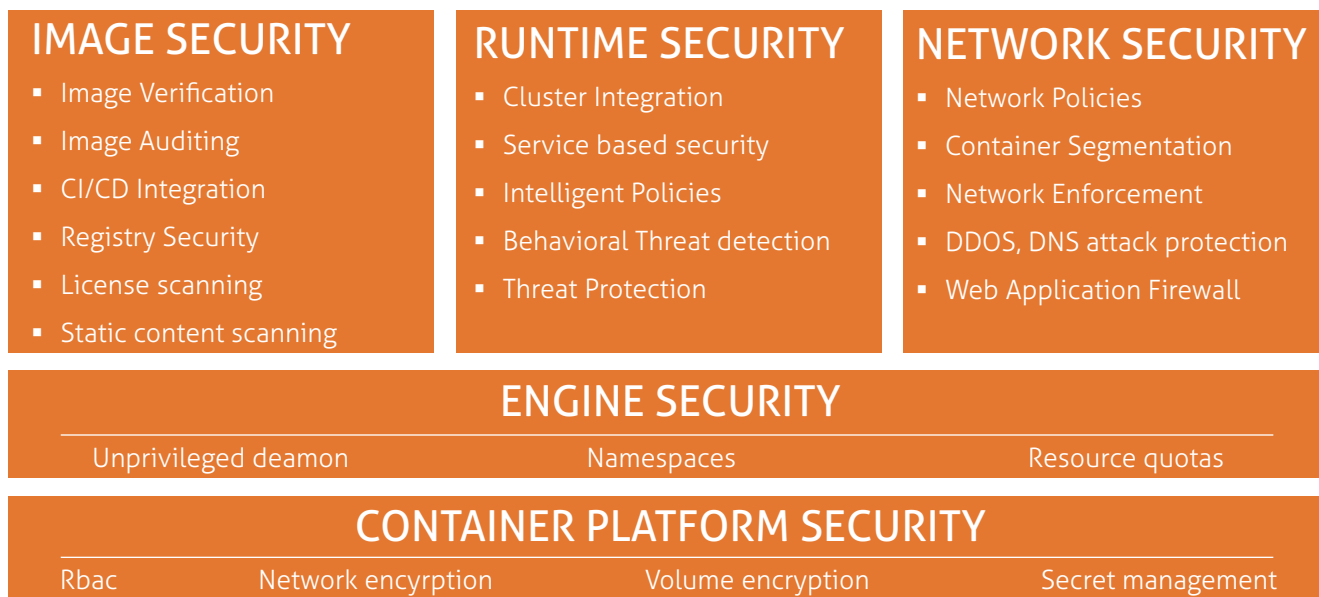 IMAGE SECURITY
▪ Image Verification
▪ Image Auditing
▪ CI/CD Integration
▪ Registry Security
▪ License scanning
▪ Static content scanning
RUNTIME SECURITY
▪ Cluster Integration
▪ Service based security
▪ Intelligent Policies
▪ Behavioral Threat detection
▪ Threat Protection
NETWORK SECURITY
▪ Network Policies
▪ Container Segmentation
▪ Network Enforcement
▪ DDOS, DNS attack protection
▪ Web Application Firewall
ENGINE SECURITY
Unprivileged deamon Namespaces Resource quotas
CONTAINER PLATFORM SECURITY
Rbac Network encyrption Volume encryption Secret management